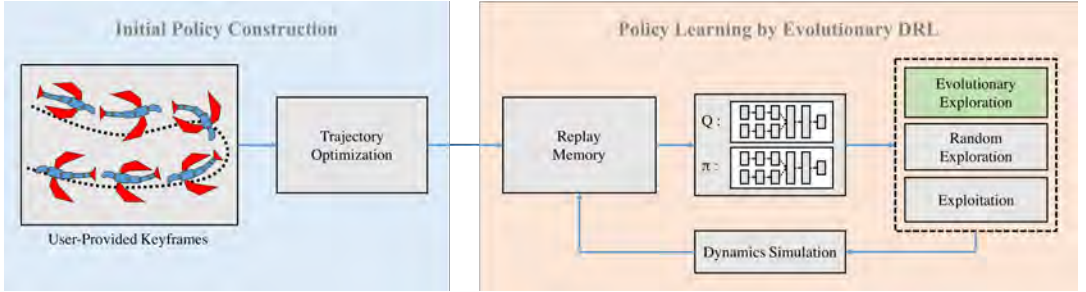 Initial Policy Construction
User-Provided Keyframes
Trajectory
Optimization
Policy Learning by Evolutionary DRL
Replay
Memory
Q :
π :
Evolutionary
Exploration
Random
Exploration
Exploitation
Dynamics Simulation